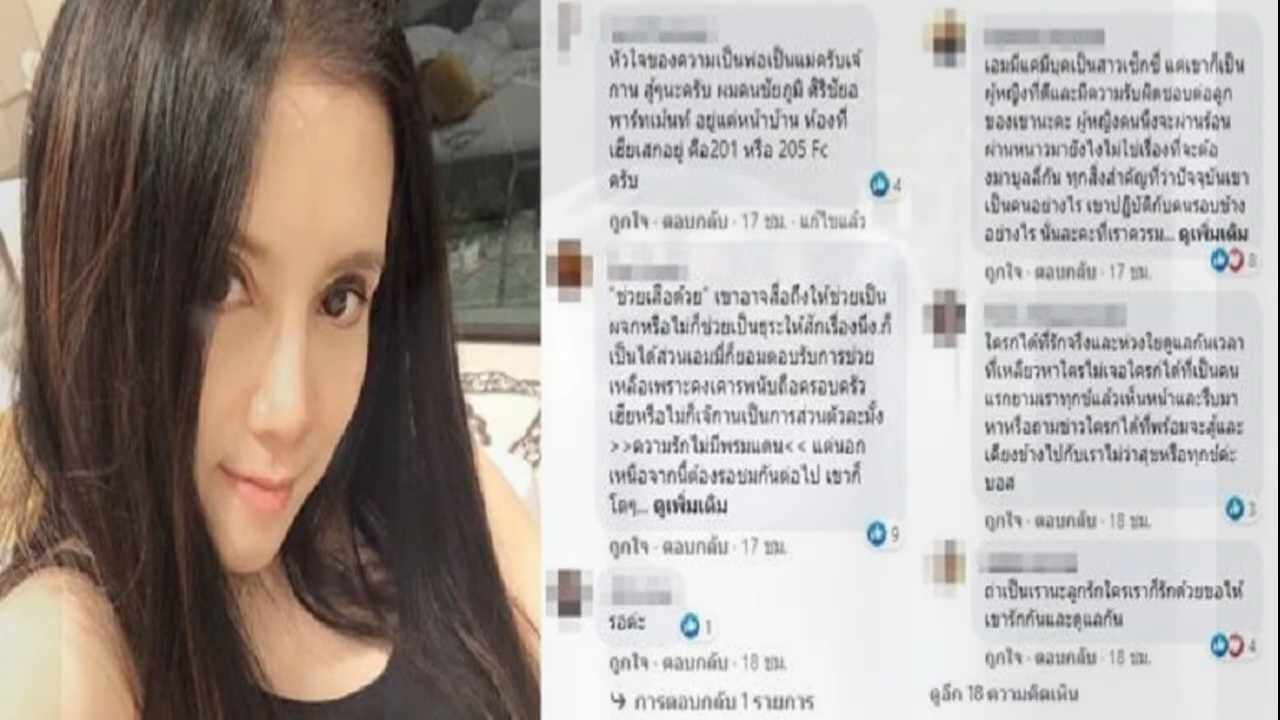 หัวใจของความเป็นพ่อเป็นแม่ครับเจ๊
กาน สู้ๆนะครับ ผมคนชัยภูมิ สิริชัยอ
พาร์ทเม้นท์ อยู่แค่หน้าบ้าน ห้องที่
เฮียเสกอยู่ คือ201 หรือ 205 Fc
ครับ
4
ถูกใจ · ตอบกลับ · 17 ชม. · แก้ไขแล้ว
"ช่วยเสือด้วย" เขาอาจสื่อถึงให้ช่วยเป็น
ผจกหรือไม่ก็ช่วยเป็นธุระให้สักเรื่องนึง.ก็
เป็นได้ส่วนเอมมี่ก็ยอมตอบรับการช่วย
เหลือเพราะคงเคารพนับถือครอบครัว
เฮียหรือไม่ก็เจ๊กานเป็นการส่วนตัวละมั้ง
>>ความรักไม่มีพรมแดน<< แต่นอก
เหนือจากนี้ต้องรอชมกันต่อไป เขาก็
โตๆ... ดูเพิ่มเติม
9
ถูกใจ · ตอบกลับ · 17 ชม.
รอค่ะ
1
ถูกใจ · ตอบกลับ · 18 ชม.
การตอบกลับ 1 รายการ
เอมมี่แคมีบุคเป็นสาวเซ็กซี่ แต่เขาก็เป็น
ผู้หญิงที่ดีและมีความรับผิดชอบต่อลูก
ของเขานะคะ ผู้หญิงคนนึงจะผ่านร้อน
ผ่านหนาวมายังไงไม่ใช่เรื่องที่จะต้อ
งมาบูลลี่กัน ทุกสิ่งสำคัญที่ว่าปัจจุบันเขา
เป็นคนอย่างไร เขาปฏิบัติกับคนรอบข้าง
อย่างไร นั่นละคะที่เราควรม... ดูเพิ่มเติม
8
ถูกใจ · ตอบกลับ · 17 ชม.
ใครก็ได้ที่รักจริงและห่วงใยดูแลกันเวลา
ที่เหลียวหาใครไม่เจอใครก็ได้ที่เป็นคน
แรกยามเราทุกข์แล้วเห็นหน้าและรีบมา
หาหรือถามข่าวใครก็ได้ที่พร้อมจะสู้และ
เคียงข้างไปกับเราไม่ว่าสุขหรือทุกข์ค่ะ
บอส
3
ถูกใจ · ตอบกลับ · 18 ชม.
ถ้าเป็นเรานะลูกรักใครเราก็รักด้วยขอให้
เขารักกันและดูแลกัน
4
ถูกใจ · ตอบกลับ · 18 ชม.
ดูอีก 18 ความคิดเห็น